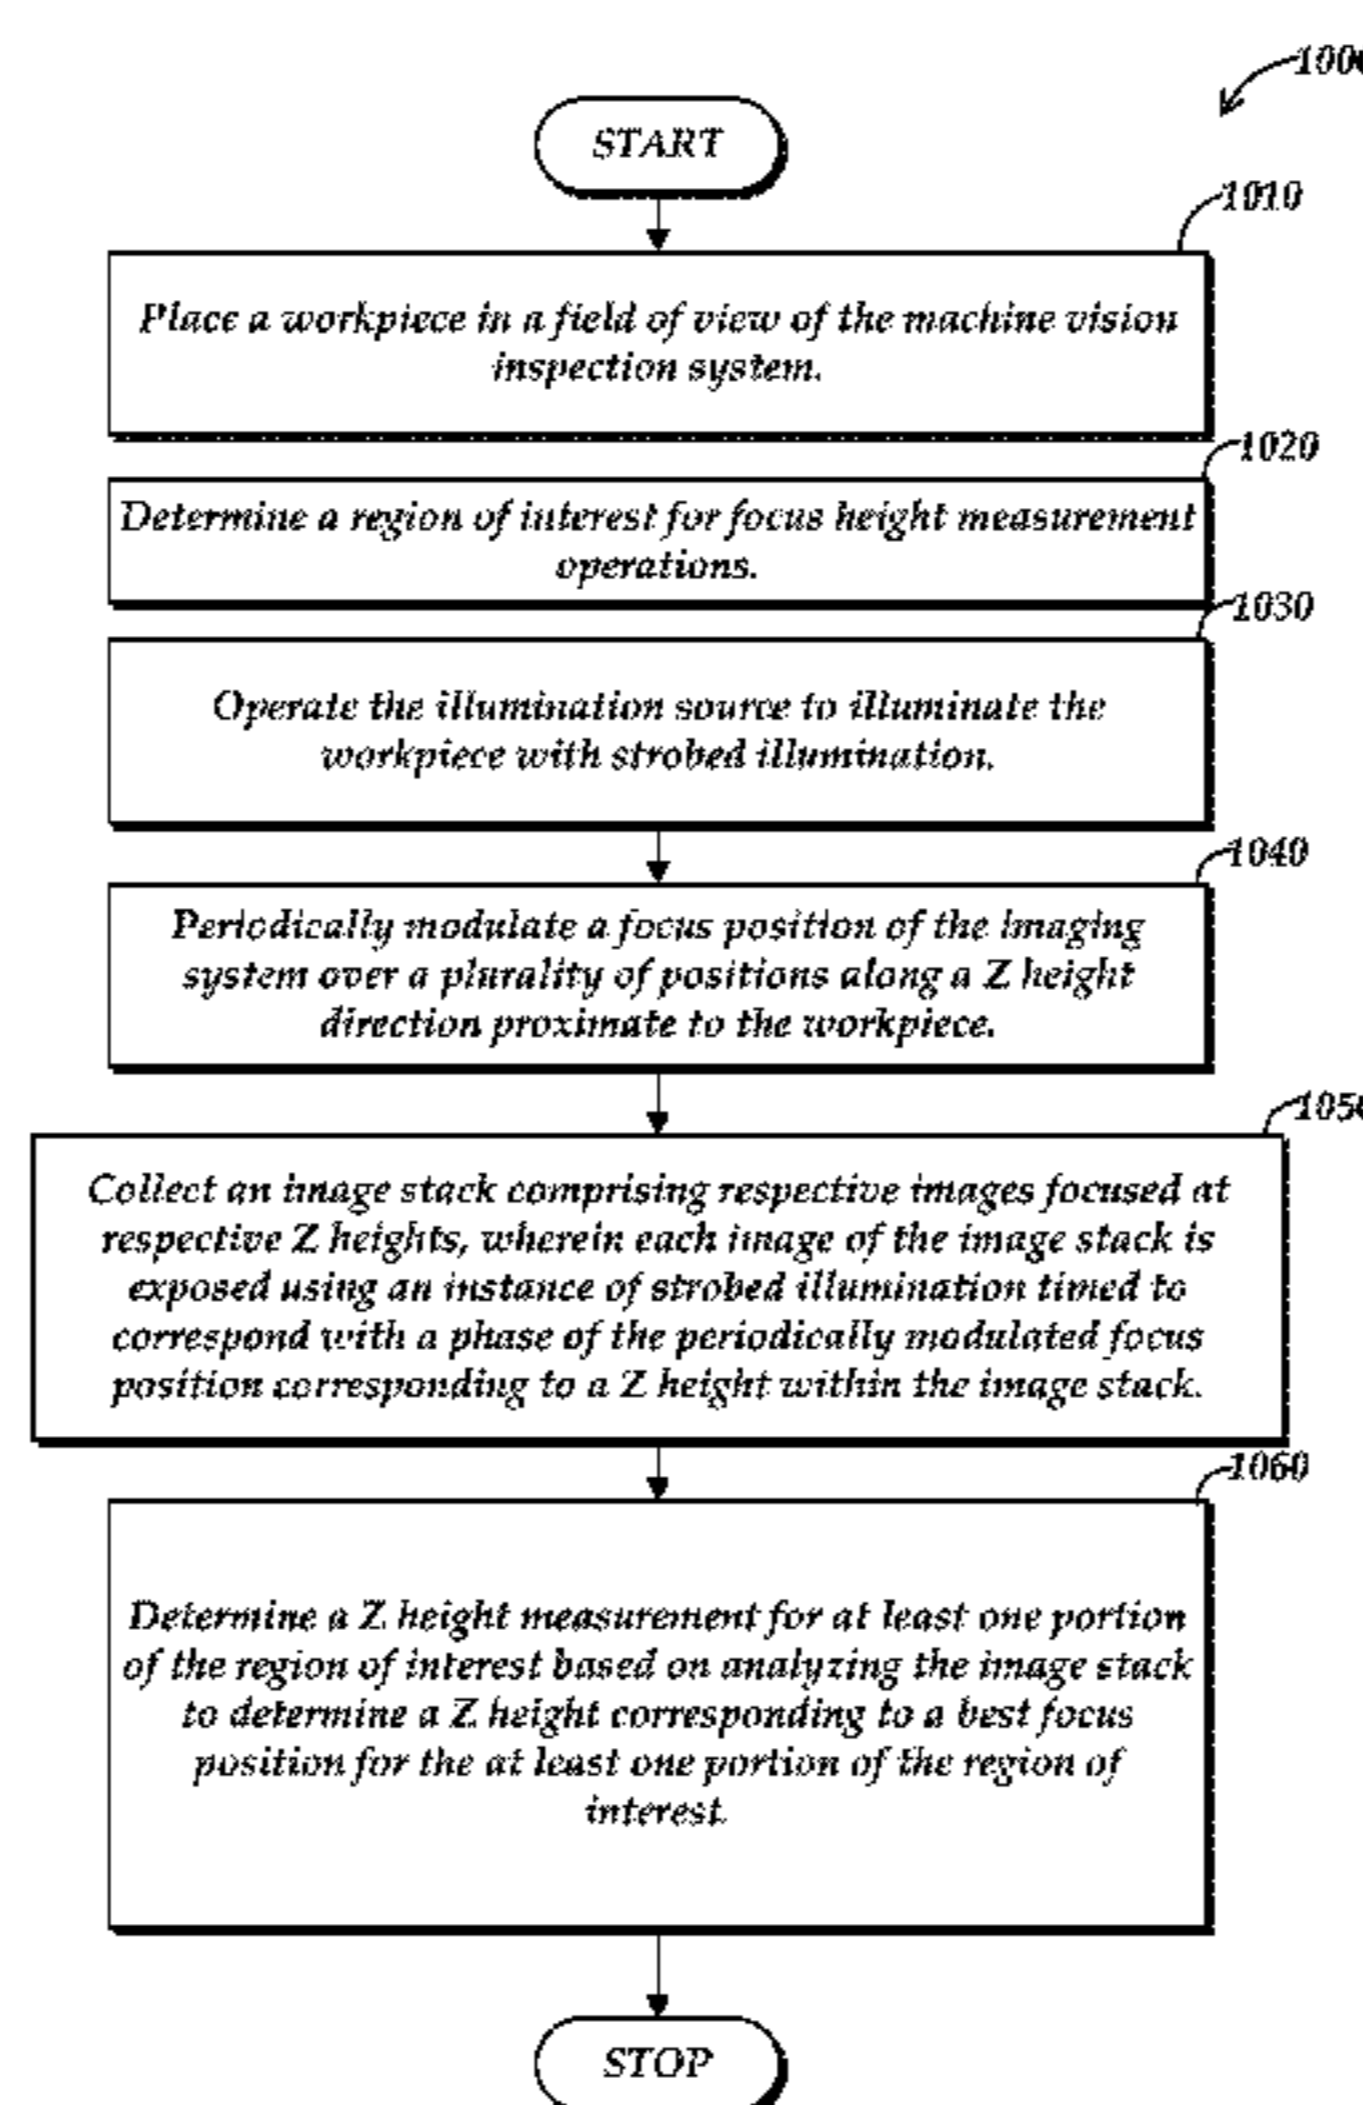 1000
START
1010
Place a workpiece in a field of view of the machine vision
inspection system.
1020
Determine a region of interest for focus height measurement
operations.
1030
Operate the illumination source to illuminate the
workpiece with strobed illumination.
1040
Periodically modulate a focus position of the imaging
system over a plurality of positions along a Z height
direction proximate to the workpiece.
1050
Collect an image stack comprising respective images focused at
respective Z heights, wherein each image of the image stack is
exposed using an instance of strobed illumination timed to
correspond with a phase of the periodically modulated focus
position corresponding to a Z height within the image stack.
1060
Determine a Z height measurement for at least one portion
of the region of interest based on analyzing the image stack
to determine a Z height corresponding to a best focus
position for the at least one portion of the region of
interest.
STOP